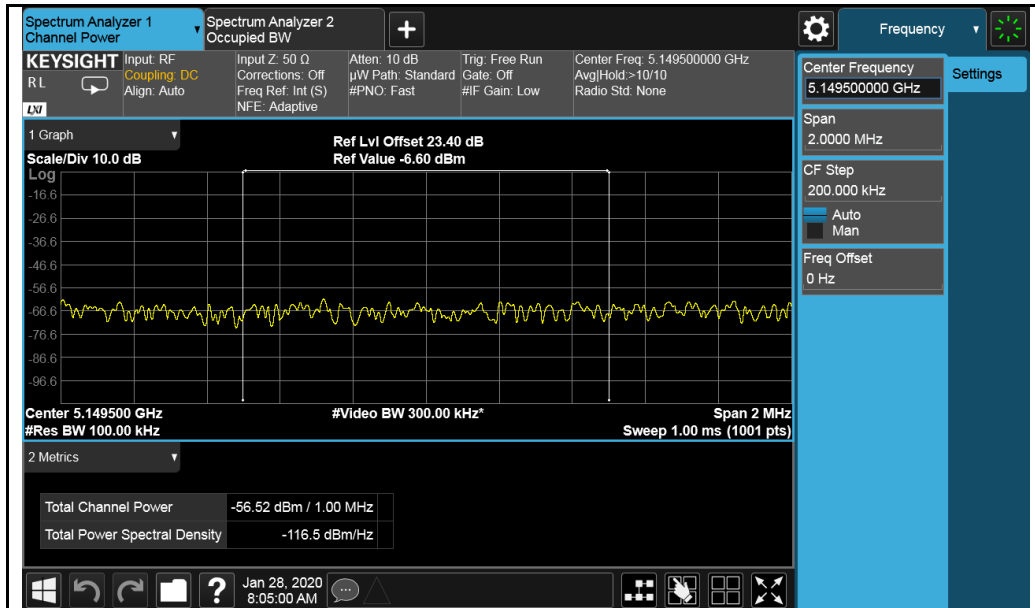 Spectrum Analyzer 1
Channel Power
Spectrum Analyzer 2
Occupied BW
Frequency
KEYSIGHT
R L
LXI
Input: RF
Coupling: DC
Align: Auto
Input Z: 50 Ω
Corrections: Off
Freq Ref: Int (S)
NFE: Adaptive
Atten: 10 dB
µW Path: Standard
#PNO: Fast
Trig: Free Run
Gate: Off
#IF Gain: Low
Center Freq: 5.149500000 GHz
Avg|Hold:>10/10
Radio Std: None
Center Frequency
5.149500000 GHz
Settings
Span
2.0000 MHz
CF Step
200.000 kHz
Auto
Man
Freq Offset
0 Hz
1 Graph
Scale/Div 10.0 dB
Ref Lvl Offset 23.40 dB
Ref Value -6.60 dBm
Log
-16.6
-26.6
-36.6
-46.6
-56.6
-66.6
-76.6
-86.6
-96.6
Center 5.149500 GHz
#Video BW 300.00 kHz*
Span 2 MHz
#Res BW 100.00 kHz
Sweep 1.00 ms (1001 pts)
2 Metrics
Total Channel Power -56.52 dBm / 1.00 MHz
Total Power Spectral Density -116.5 dBm/Hz
?
Jan 28, 2020
8:05:00 AM